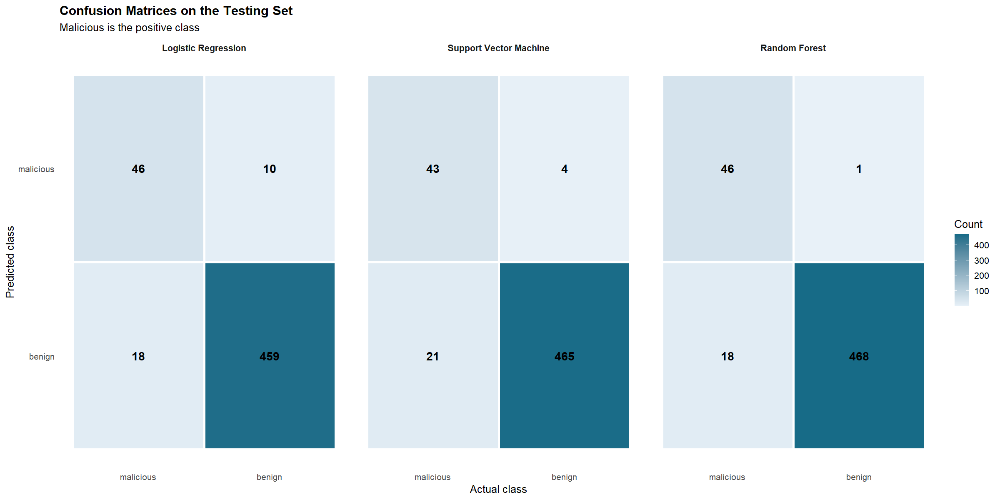 Confusion Matrices on the Testing Set
Malicious is the positive class
Logistic Regression
Support Vector Machine
Random Forest
Predicted class
malicious
46
10
43
4
46
1
benign
18
459
21
465
18
468
malicious
benign
malicious
benign
malicious
benign
Actual class
Count
400
300
200
100